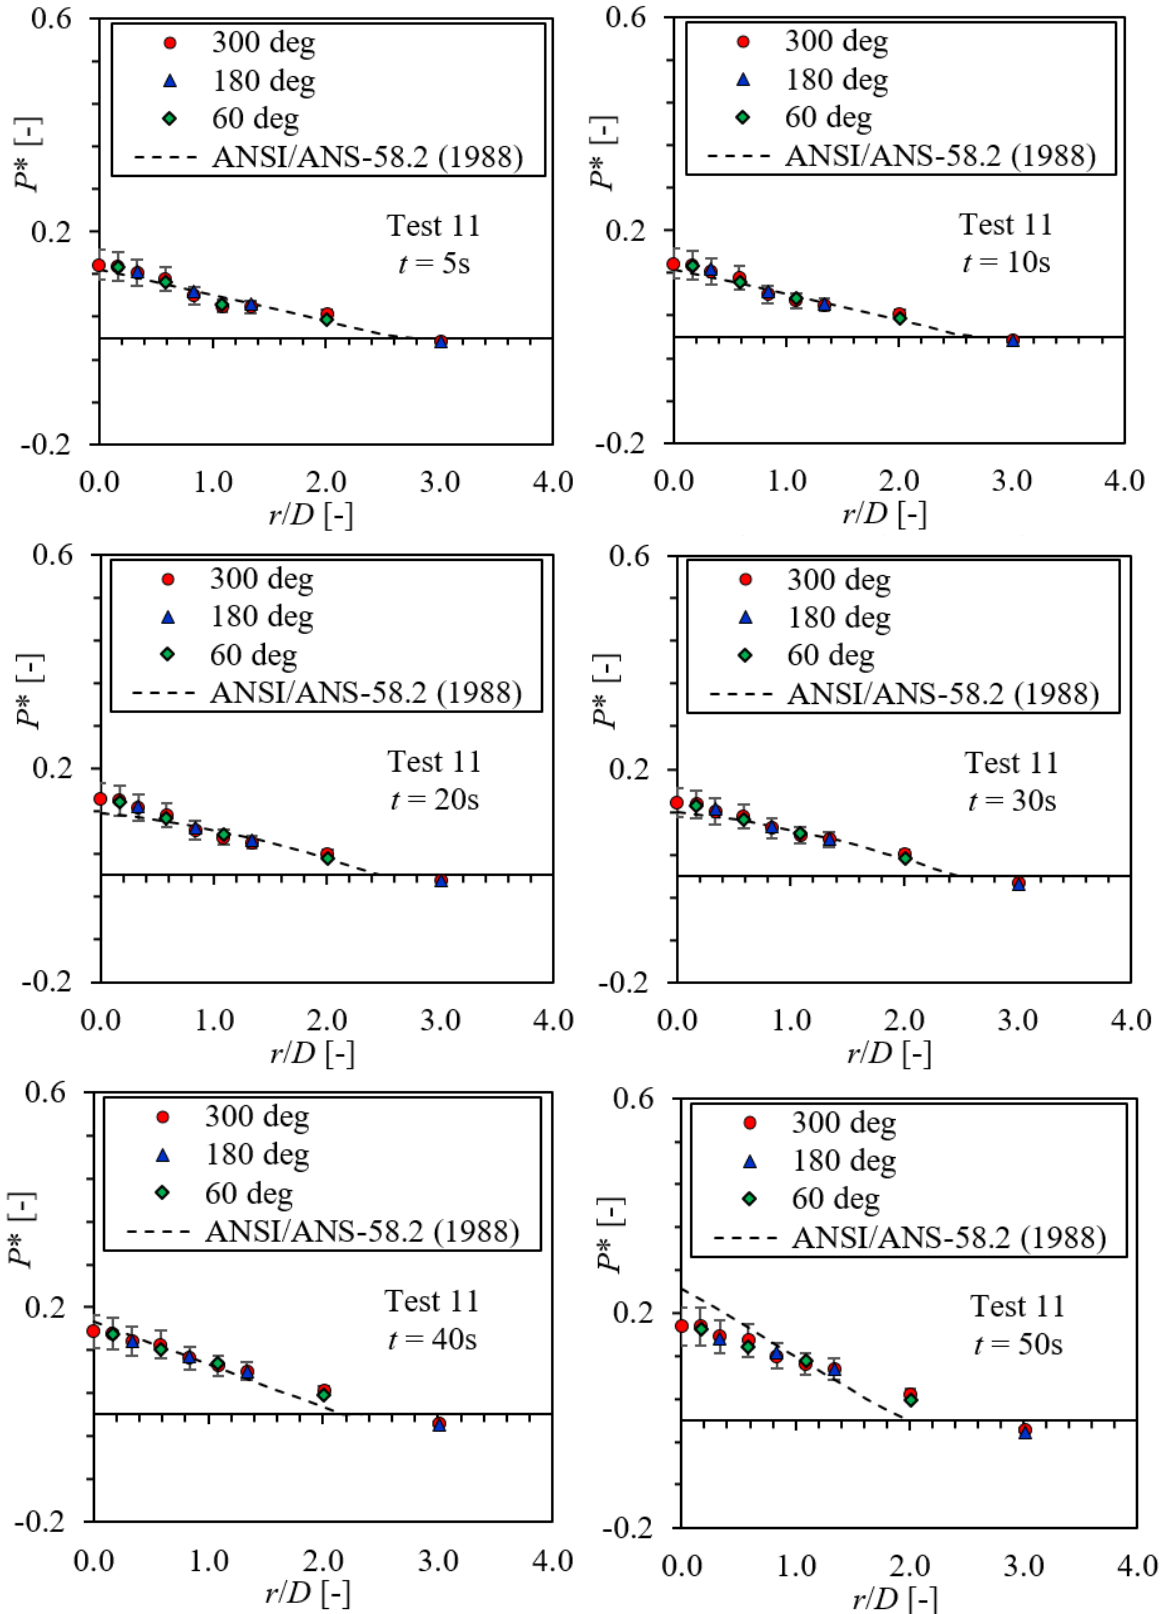 0.6
300 deg
180 deg
60 deg
ANSI/ANS-58.2 (1988)
P* [-]
0.2
Test 11
t = 5s
-0.2
0.0 1.0 2.0 3.0 4.0
r/D [-]
0.6
300 deg
180 deg
60 deg
ANSI/ANS-58.2 (1988)
P* [-]
0.2
Test 11
t = 10s
-0.2
0.0 1.0 2.0 3.0 4.0
r/D [-]
0.6
300 deg
180 deg
60 deg
ANSI/ANS-58.2 (1988)
P* [-]
0.2
Test 11
t = 20s
-0.2
0.0 1.0 2.0 3.0 4.0
r/D [-]
0.6
300 deg
180 deg
60 deg
ANSI/ANS-58.2 (1988)
P* [-]
0.2
Test 11
t = 30s
-0.2
0.0 1.0 2.0 3.0 4.0
r/D [-]
0.6
300 deg
180 deg
60 deg
ANSI/ANS-58.2 (1988)
P* [-]
0.2
Test 11
t = 40s
-0.2
0.0 1.0 2.0 3.0 4.0
r/D [-]
0.6
300 deg
180 deg
60 deg
ANSI/ANS-58.2 (1988)
P* [-]
0.2
Test 11
t = 50s
-0.2
0.0 1.0 2.0 3.0 4.0
r/D [-]